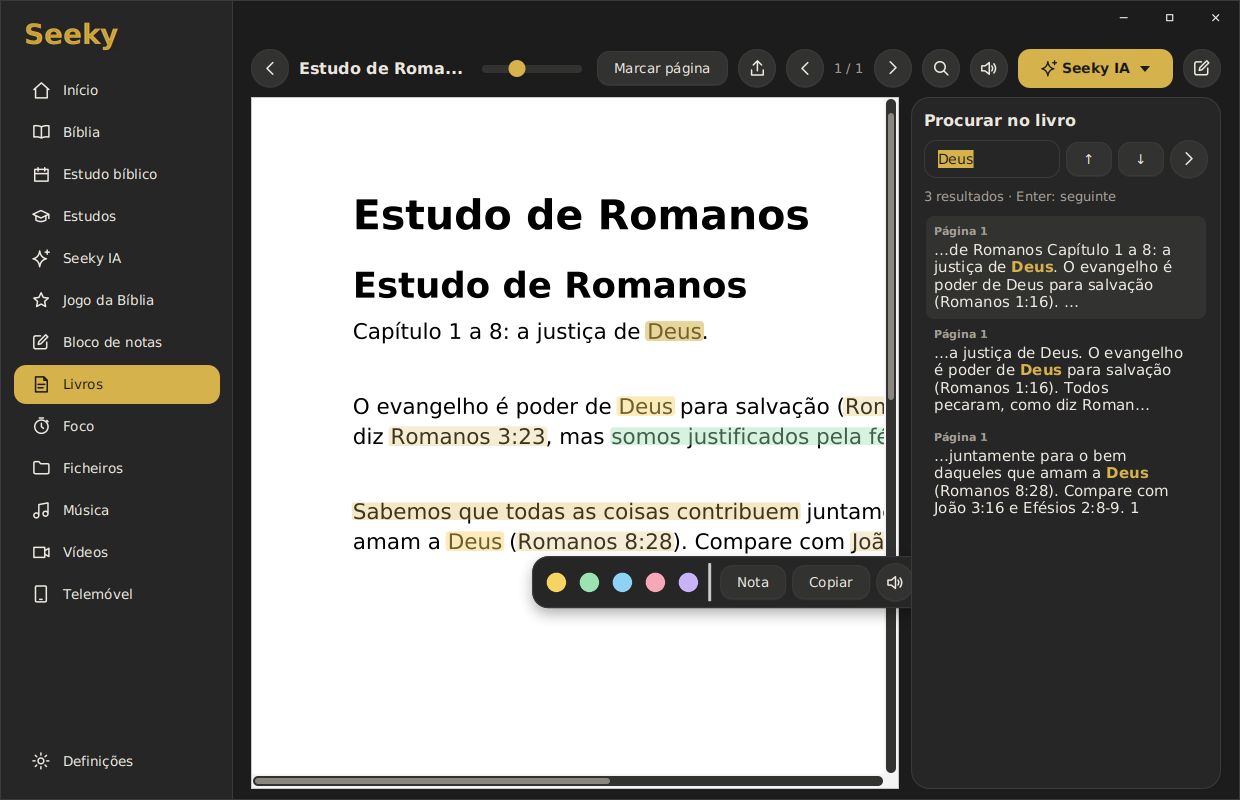 Seeky
Início
Bíblia
Estudo bíblico
Estudos
Seeky IA
Jogo da Bíblia
Bloco de notas
Livros
Foco
Ficheiros
Música
Vídeos
Telemóvel
Definições
Estudo de Roma...
Marcar página
1 / 1
Seeky IA
Estudo de Romanos
Estudo de Romanos
Capítulo 1 a 8: a justiça de Deus.
O evangelho é poder de Deus para salvação (Rom
diz Romanos 3:23, mas somos justificados pela fé
Sabemos que todas as coisas contribuem juntam
amam a Deus (Romanos 8:28). Compare com Joã
Nota
Copiar
Procurar no livro
Deus
↑
↓
3 resultados · Enter: seguinte
Página 1
...de Romanos Capítulo 1 a 8: a
justiça de Deus. O evangelho é
poder de Deus para salvação
(Romanos 1:16). ...
Página 1
...a justiça de Deus. O evangelho
é poder de Deus para salvação
(Romanos 1:16). Todos
pecaram, como diz Roman...
Página 1
...juntamente para o bem
daqueles que amam a Deus
(Romanos 8:28). Compare com
João 3:16 e Efésios 2:8-9. 1